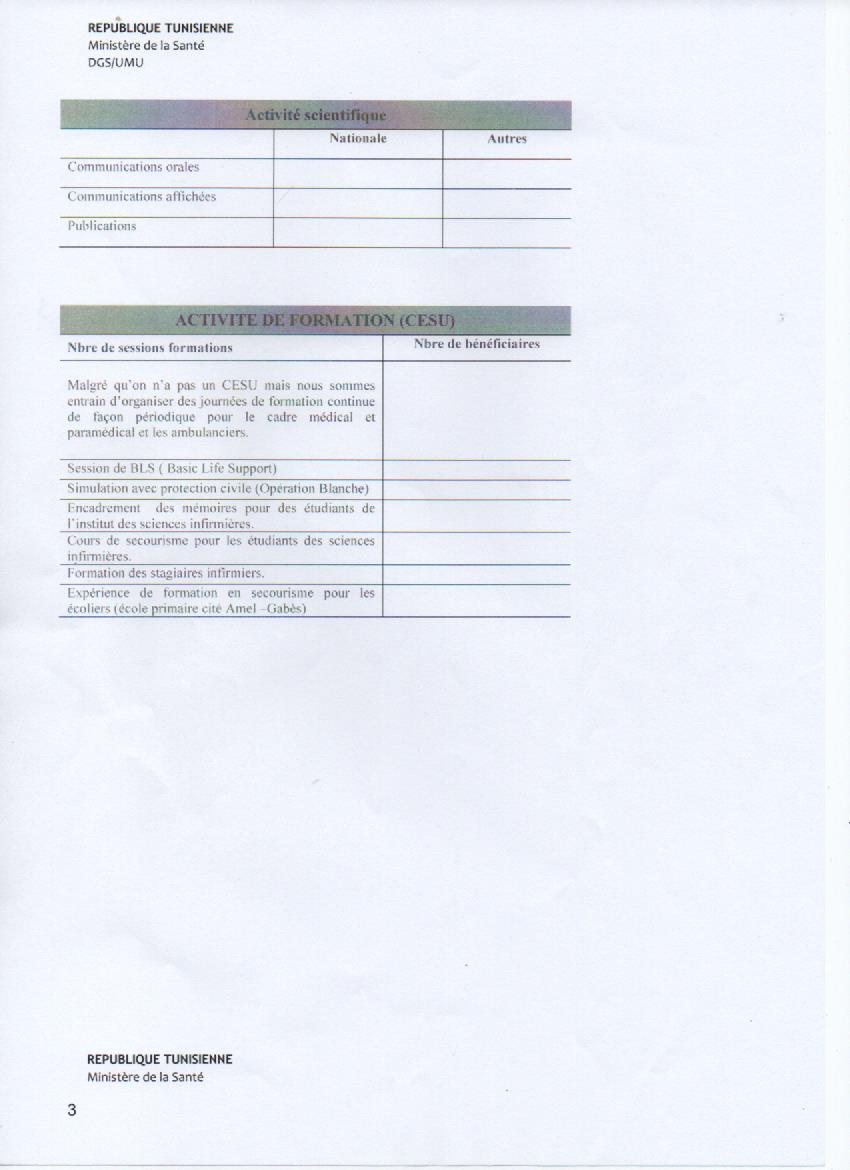 REPUBLIQUE TUNISIENNE
Ministère de la Santé
DGS/UMU
Activité scientifique
Nationale Autres
Communications orales
Communications affichées
Publications
ACTIVITE DE FORMATION (CESU)
Nbre de sessions formations Nbre de bénéficiaires
Malgré qu'on n'a pas un CESU mais nous sommes
entrain d'organiser des journées de formation continue
de façon périodique pour le cadre médical et
paramédical et les ambulanciers.
Session de BLS ( Basic Life Support)
Simulation avec protection civile (Opération Blanche)
Encadrement des mémoires pour des étudiants de
l'institut des sciences infirmières.
Cours de secourisme pour les étudiants des sciences
infirmières.
Formation des stagiaires infirmiers.
Expérience de formation en secourisme pour les
écoliers (école primaire cité Amel –Gabès)
REPUBLIQUE TUNISIENNE
Ministère de la Santé
3